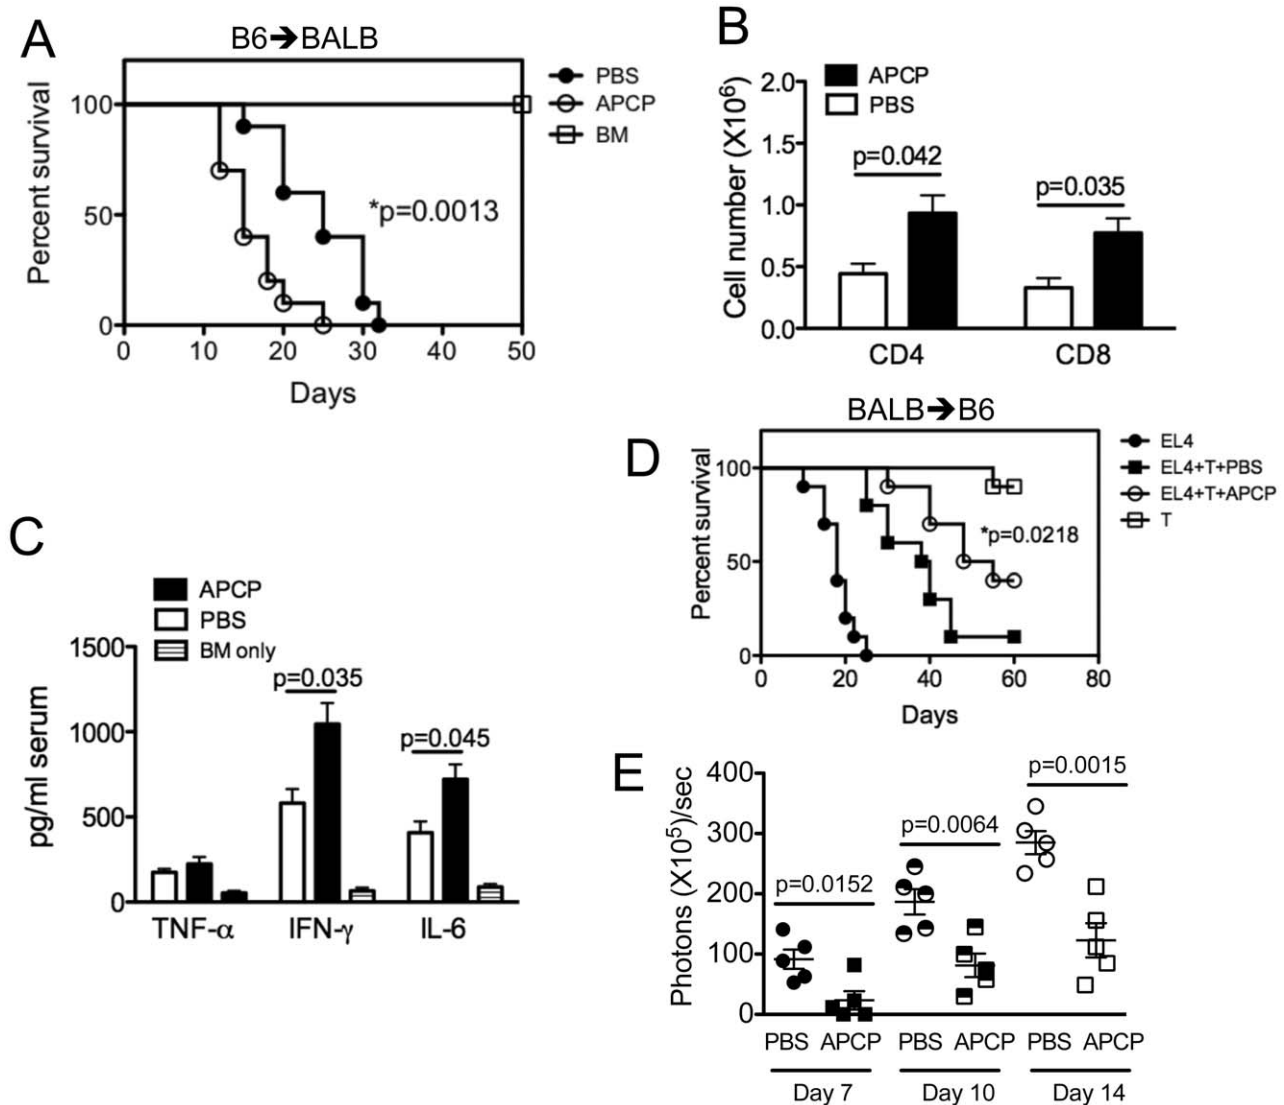 A
B6➔BALB
Percent survival
100
50
0
0 10 20 30 40 50
Days
*p=0.0013
PBS
APCP
BM
B
APCP
PBS
Cell number (X10⁶)
2.0
1.5
1.0
0.5
0.0
p=0.042
p=0.035
CD4 CD8
C
APCP
PBS
BM only
pg/ml serum
1500
1000
500
0
p=0.035
p=0.045
TNF-α IFN-γ IL-6
D
BALB➔B6
Percent survival
100
50
0
0 20 40 60 80
Days
*p=0.0218
EL4
EL4+T+PBS
EL4+T+APCP
T
E
Photons (X10⁵)/sec
400
300
200
100
0
p=0.0152
p=0.0064
p=0.0015
PBS APCP PBS APCP PBS APCP
Day 7 Day 10 Day 14